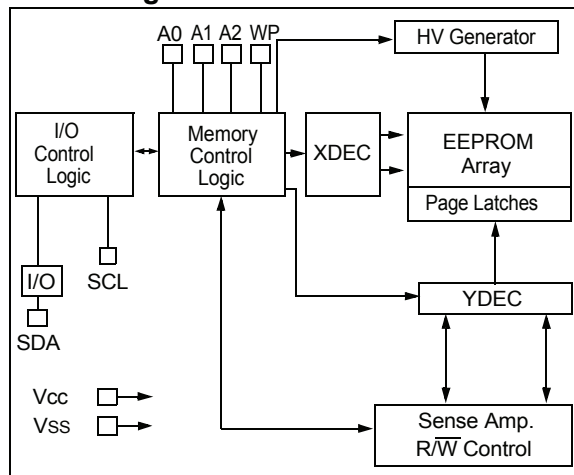 A0 A1 A2 WP
HV Generator
I/O
Control
Logic
Memory
Control
Logic
XDEC
EEPROM
Array
Page Latches
I/O
SCL
SDA
YDEC
Vcc
Vss
Sense Amp.
R/W̅ Control